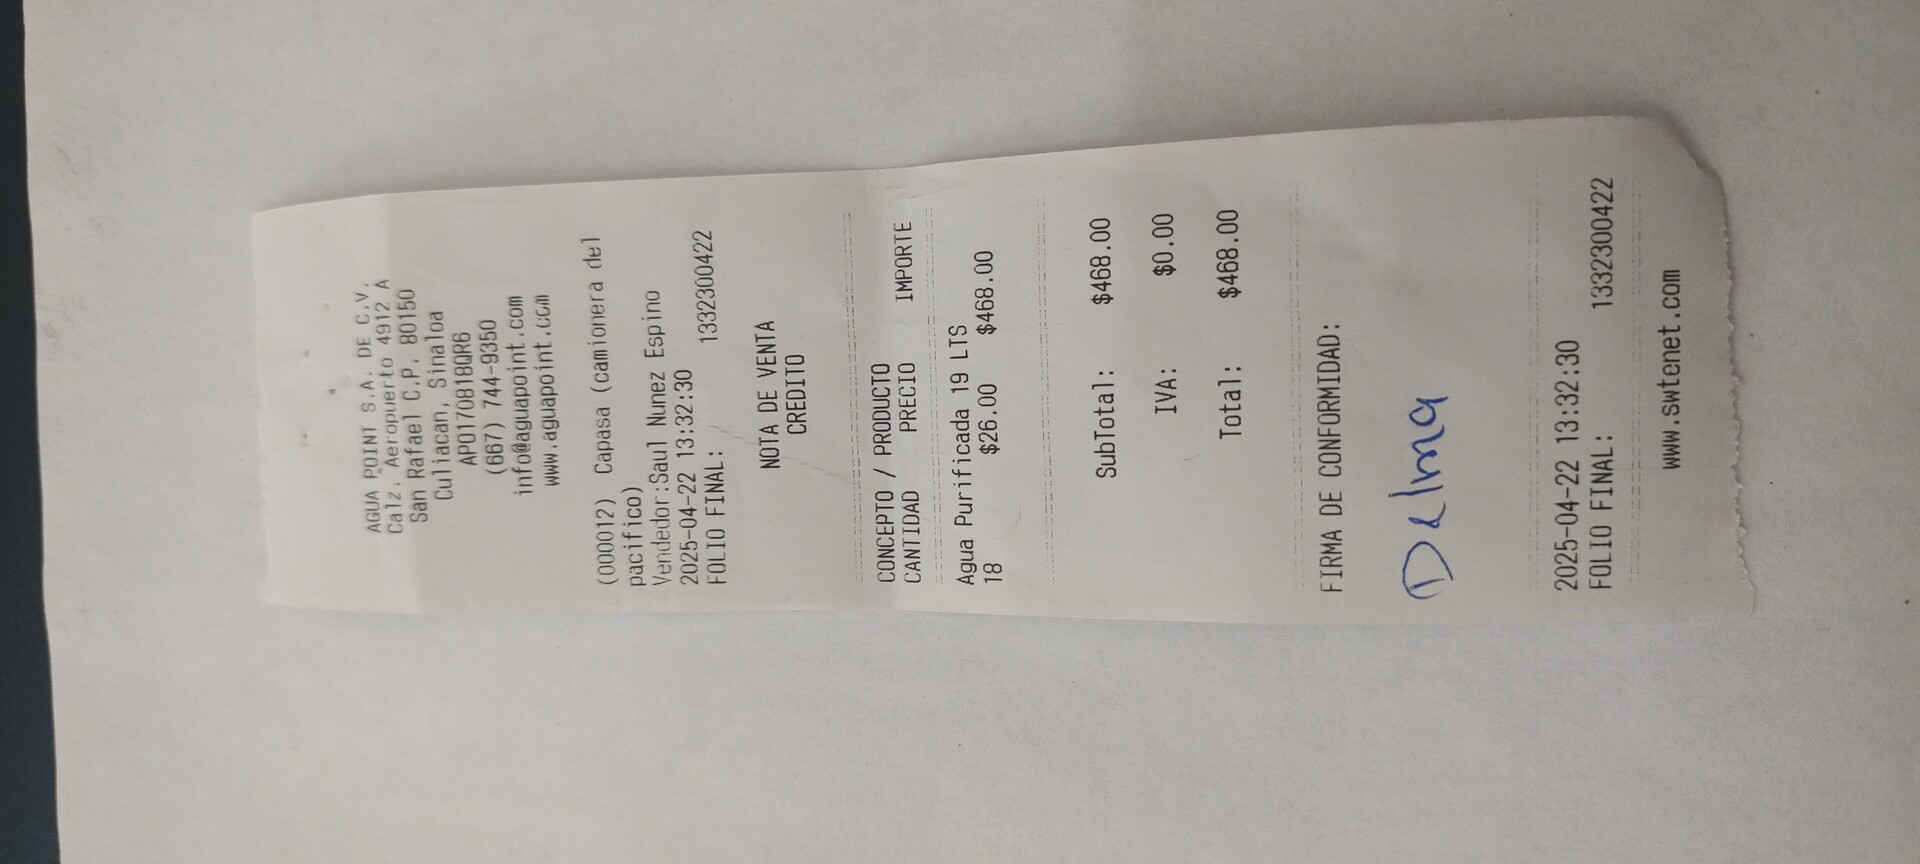 AGUA POINT S.A. DE C.V.
Calz. Aeropuerto 4912 A
San Rafael C.P. 80150
Culiacan, Sinaloa
APO170818QR6
(667) 744-9350
info@aguapoint.com
www.aguapoint.com
(000012) Capasa (camionera del
pacifico)
Vendedor:Saul Nunez Espino
2025-04-22 13:32:30
FOLIO FINAL: 1332300422
NOTA DE VENTA
CREDITO
CONCEPTO / PRODUCTO
CANTIDAD PRECIO IMPORTE
Agua Purificada 19 LTS
18 $26.00 $468.00
SubTotal: $468.00
IVA: $0.00
Total: $468.00
FIRMA DE CONFORMIDAD:
Delma
2025-04-22 13:32:30
FOLIO FINAL: 1332300422
www.swtenet.com